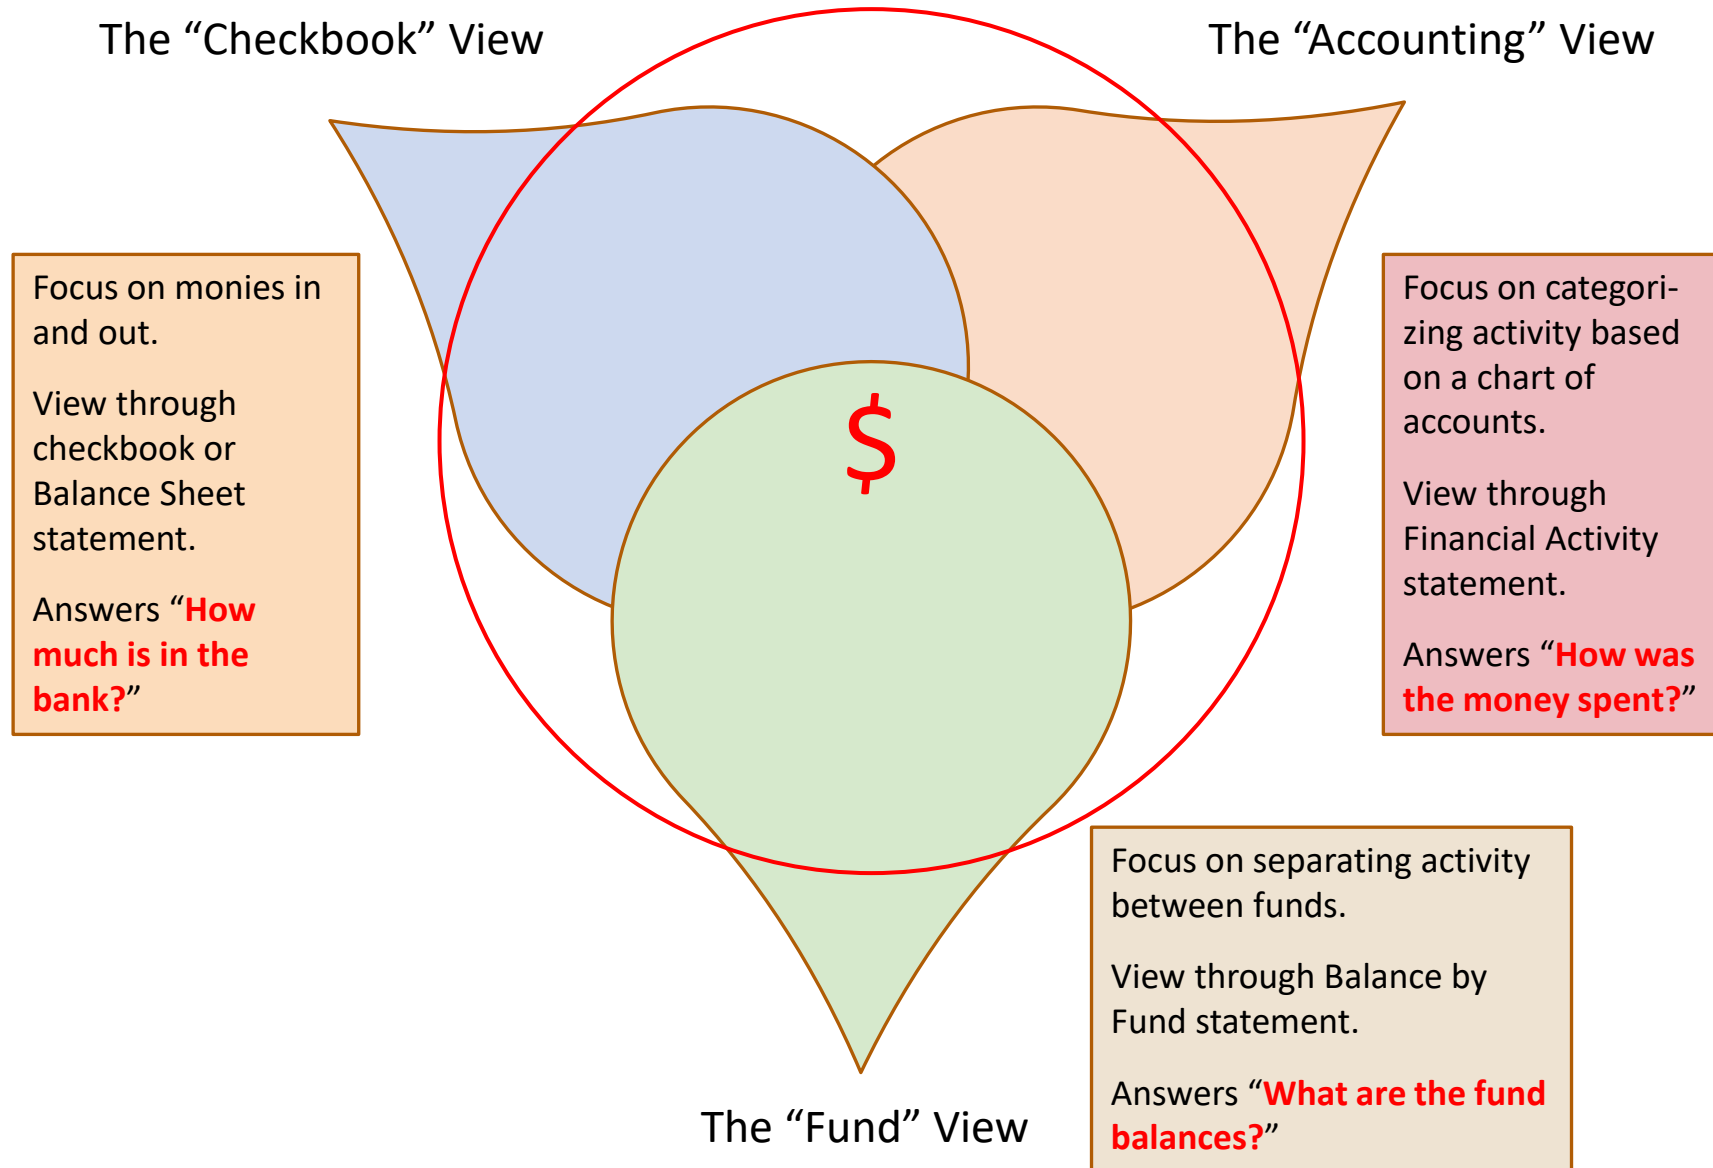 The “Checkbook” View
The “Accounting” View
Focus on monies in
and out.
View through
checkbook or
Balance Sheet
statement.
Answers “How
much is in the
bank?”
$
Focus on categori-
zing activity based
on a chart of
accounts.
View through
Financial Activity
statement.
Answers “How was
the money spent?”
Focus on separating activity
between funds.
View through Balance by
Fund statement.
Answers “What are the fund
balances?”
The “Fund” View